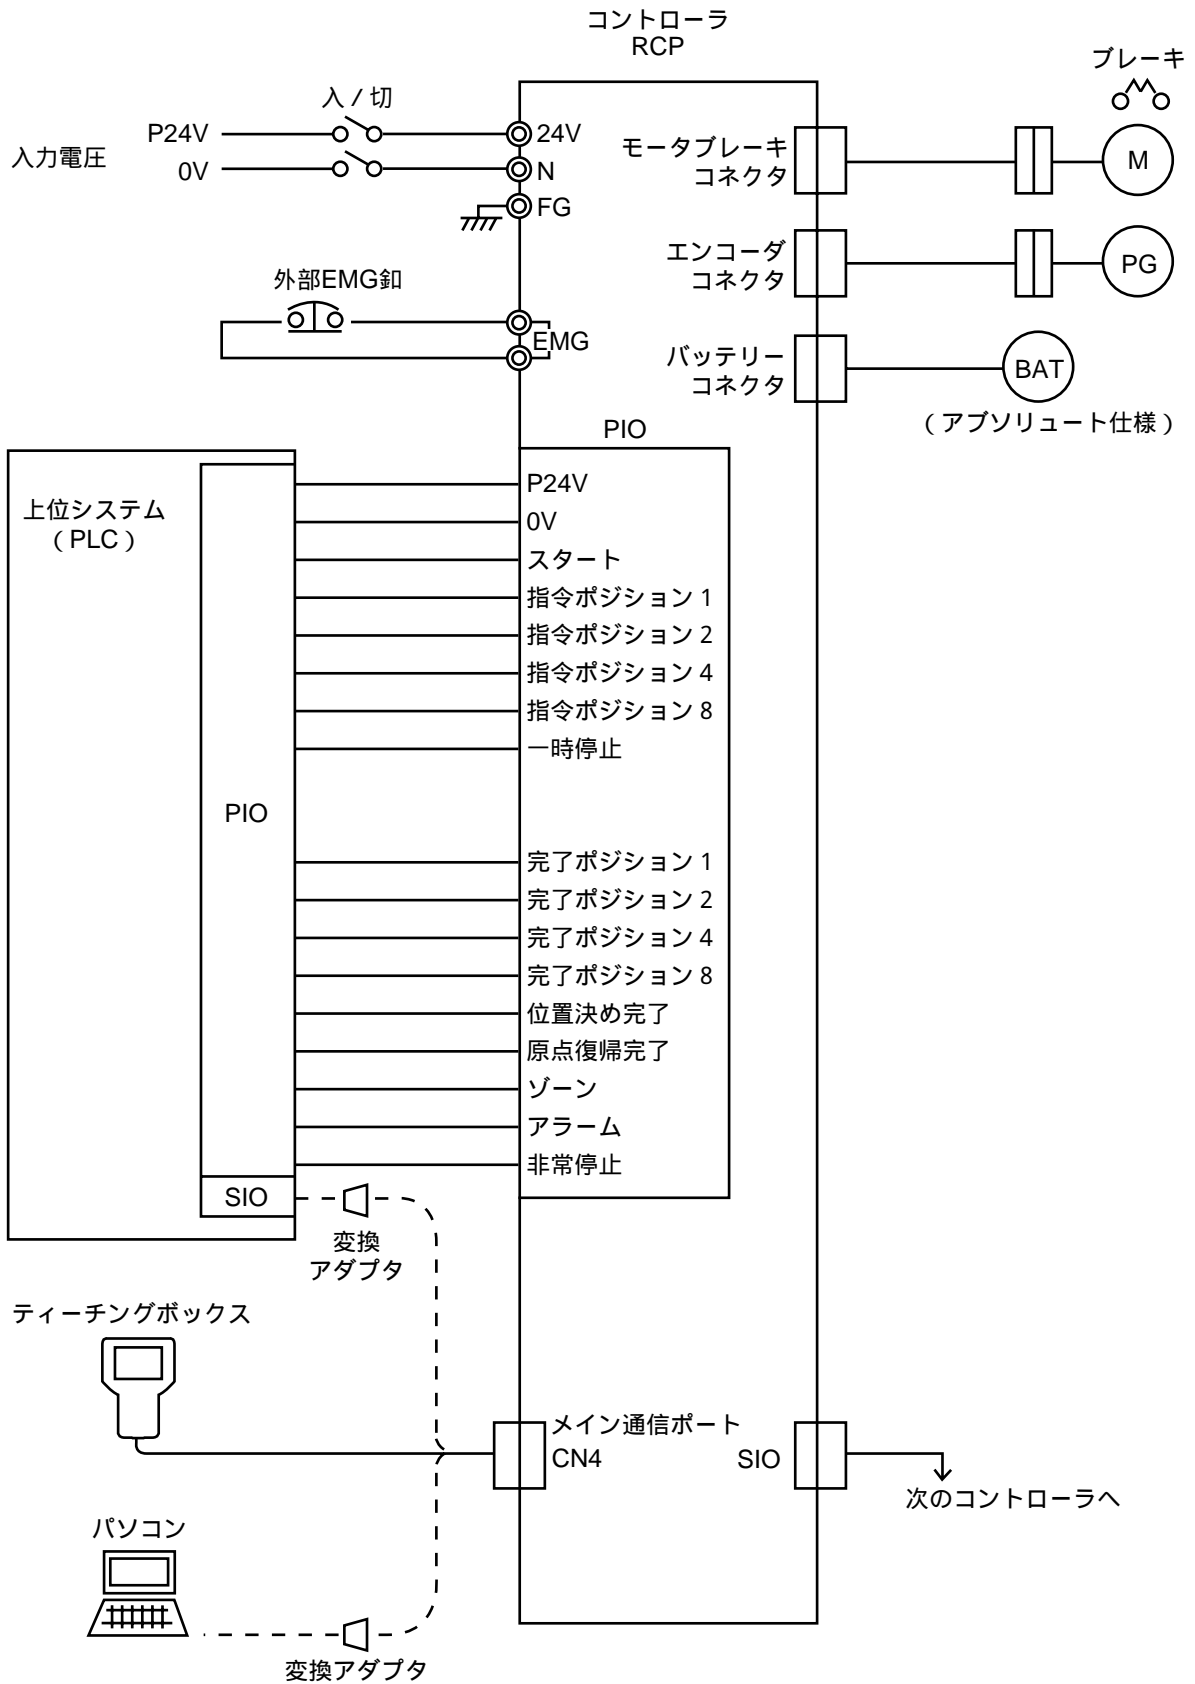 コントローラ
RCP
ブレーキ
入／切
入力電圧
P24V
0V
24V
N
FG
モータブレーキ
コネクタ
M
エンコーダ
コネクタ
PG
外部EMG釦
EMG
バッテリー
コネクタ
BAT
（アブソリュート仕様）
PIO
上位システム
（PLC）
PIO
P24V
0V
スタート
指令ポジション 1
指令ポジション 2
指令ポジション 4
指令ポジション 8
一時停止
完了ポジション 1
完了ポジション 2
完了ポジション 4
完了ポジション 8
位置決め完了
原点復帰完了
ゾーン
アラーム
非常停止
SIO
変換
アダプタ
ティーチングボックス
メイン通信ポート
CN4
SIO
次のコントローラへ
パソコン
変換アダプタ